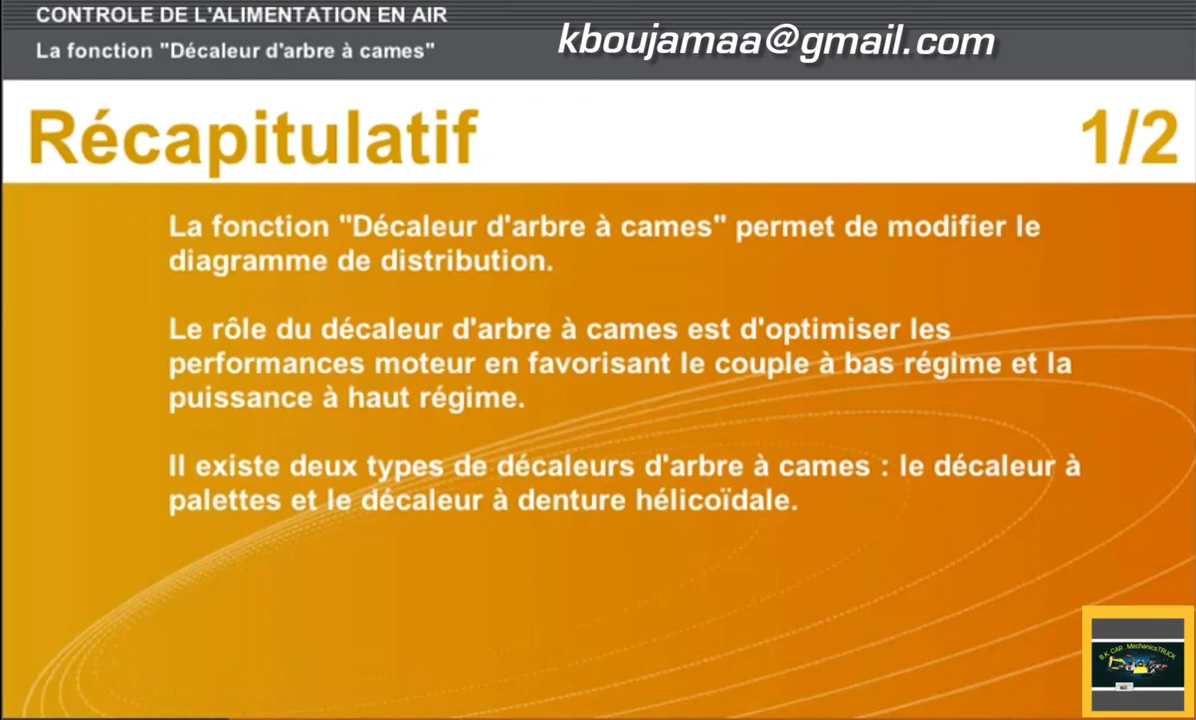 CONTROLE DE L'ALIMENTATION EN AIR
La fonction "Décaleur d'arbre à cames"
kboujamaa@gmail.com
Récapitulatif
1/2
La fonction "Décaleur d'arbre à cames" permet de modifier le
diagramme de distribution.
Le rôle du décaleur d'arbre à cames est d'optimiser les
performances moteur en favorisant le couple à bas régime et la
puissance à haut régime.
Il existe deux types de décaleurs d'arbre à cames : le décaleur à
palettes et le décaleur à denture hélicoïdale.
B.K. CAR . MechanicsTRUCK